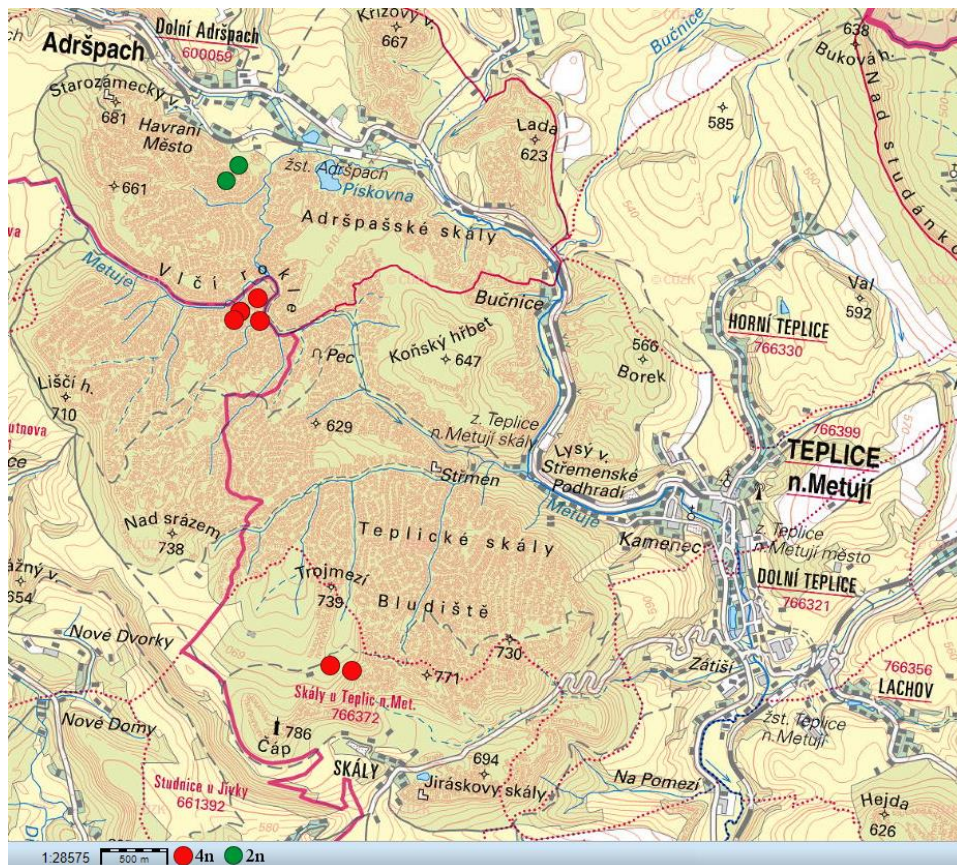 Křížový v.
667
Dolní Adršpach
600059
Adršpach
Bučnice
638
Buková h.
Nad studánko
Starozámecký v.
681
Havraní
Město
Lada
623
585
žst. Adršpach
Pískovna
661
Adršpašské skály
Vlčí rokle
Metuje
Bučnice
Val
592
HORNÍ TEPLICE
766330
n. Pec
Koňský hřbet
647
566
Borek
Liščí h.
710
629
z. Teplice
n. Metují skály
766399
TEPLICE
n.Metují
Lysý v.
Střemenské
Podhradí
Střmen
Metuje
Nad srázem
738
Teplické skály
Kamenec
z. Teplice
n. Metují město
DOLNÍ TEPLICE
766321
654
Trojmezí
739
Bludiště
730
Nové Dvorky
Zátiší
766356
LACHOV
771
Skály u Teplic n.Met.
766372
Nové Domy
786
Čáp
žst. Teplice
n. Metují
SKÁLY
694
Jiráskovy skály
Na Pomezí
Studnice u Jívky
661392
Hejda
626
1:28575 500 m 4n 2n